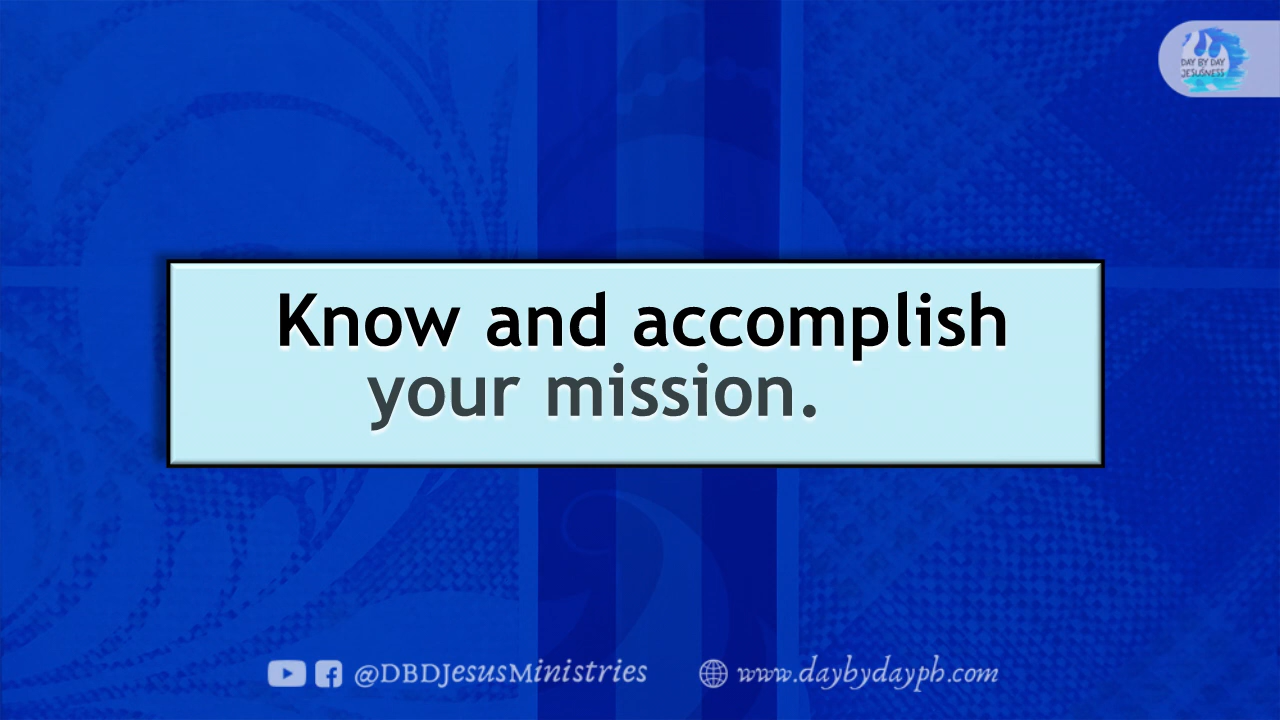 DAY BY DAY
JESUSNESS
Know and accomplish
your mission.
@DBDJesusMinistries
www.daybydayph.com